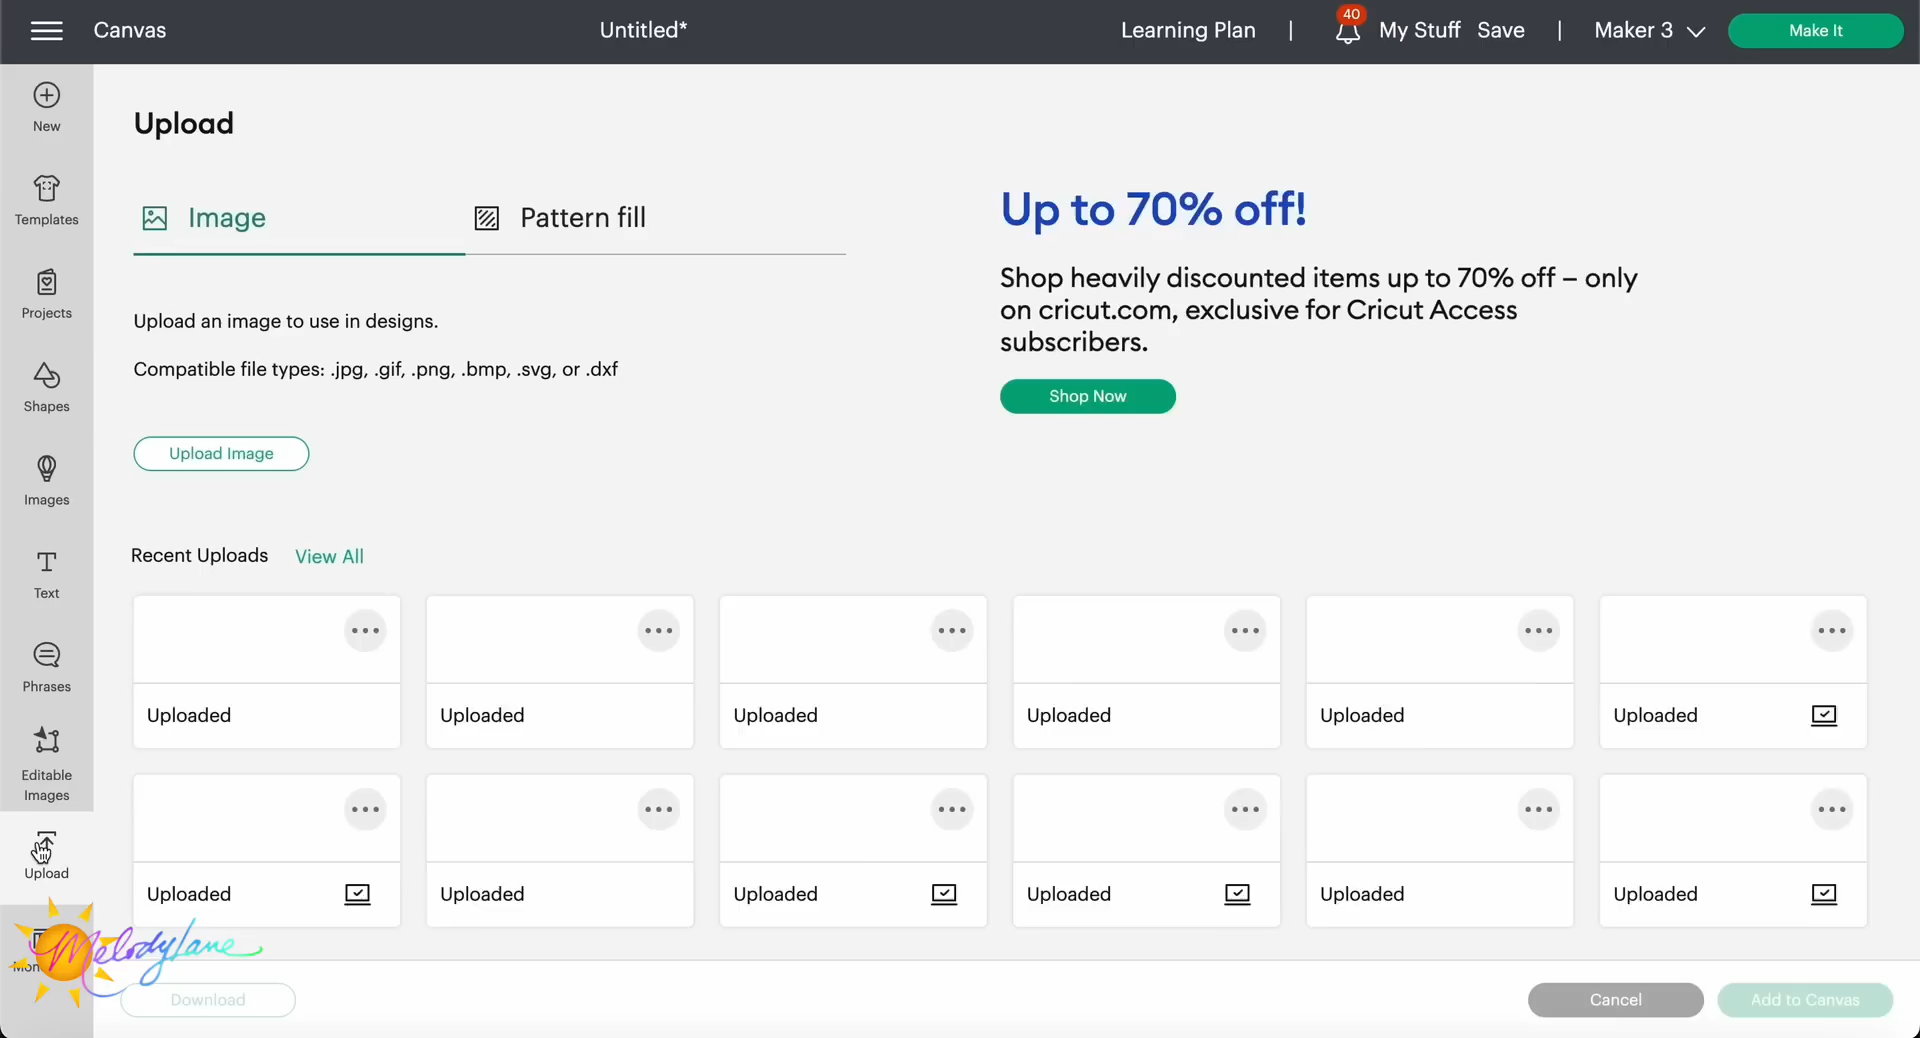 Canvas
Untitled*
Learning Plan
40
My Stuff
Save
Maker 3
Make It
New
Templates
Projects
Shapes
Images
Text
Phrases
Editable
Images
Upload
Upload
Image
Pattern fill
Upload an image to use in designs.
Compatible file types: .jpg, .gif, .png, .bmp, .svg, or .dxf
Upload Image
Up to 70% off!
Shop heavily discounted items up to 70% off – only
on cricut.com, exclusive for Cricut Access
subscribers.
Shop Now
Recent Uploads
View All
Uploaded
Uploaded
Uploaded
Uploaded
Uploaded
Uploaded
Uploaded
Uploaded
Uploaded
Uploaded
Uploaded
Uploaded
MelodyLane
Download
Cancel
Add to Canvas